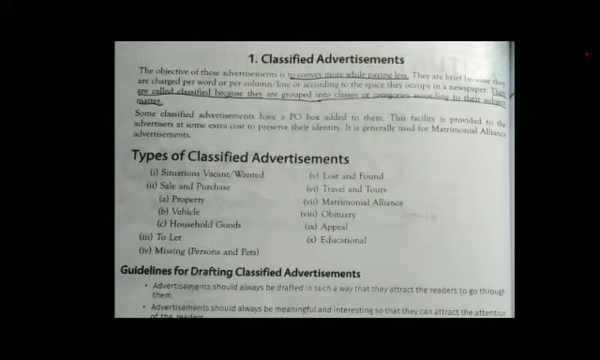 1. Classified Advertisements
The objective of these advertisements is to convey more while paying less. They are brief because they
are charged per word or per column/line or according to the space they occupy in a newspaper. They
are called classified because they are grouped into classes or categories according to their subject
matter.
Some classified advertisements have a PO box added to them. This facility is provided to the
advertisers at some extra cost to preserve their identity. It is generally used for Matrimonial Alliance
advertisements.
Types of Classified Advertisements
(i) Situations Vacant/Wanted
(ii) Sale and Purchase
(a) Property
(b) Vehicle
(c) Household Goods
(iii) To Let
(iv) Missing (Persons and Pets)
(v) Lost and Found
(vi) Travel and Tours
(vii) Matrimonial Alliance
(viii) Obituary
(ix) Appeal
(x) Educational
Guidelines for Drafting Classified Advertisements
• Advertisements should always be drafted in such a way that they attract the readers to go through
them.
• Advertisements should always be meaningful and interesting so that they can attract the attention
of the readers